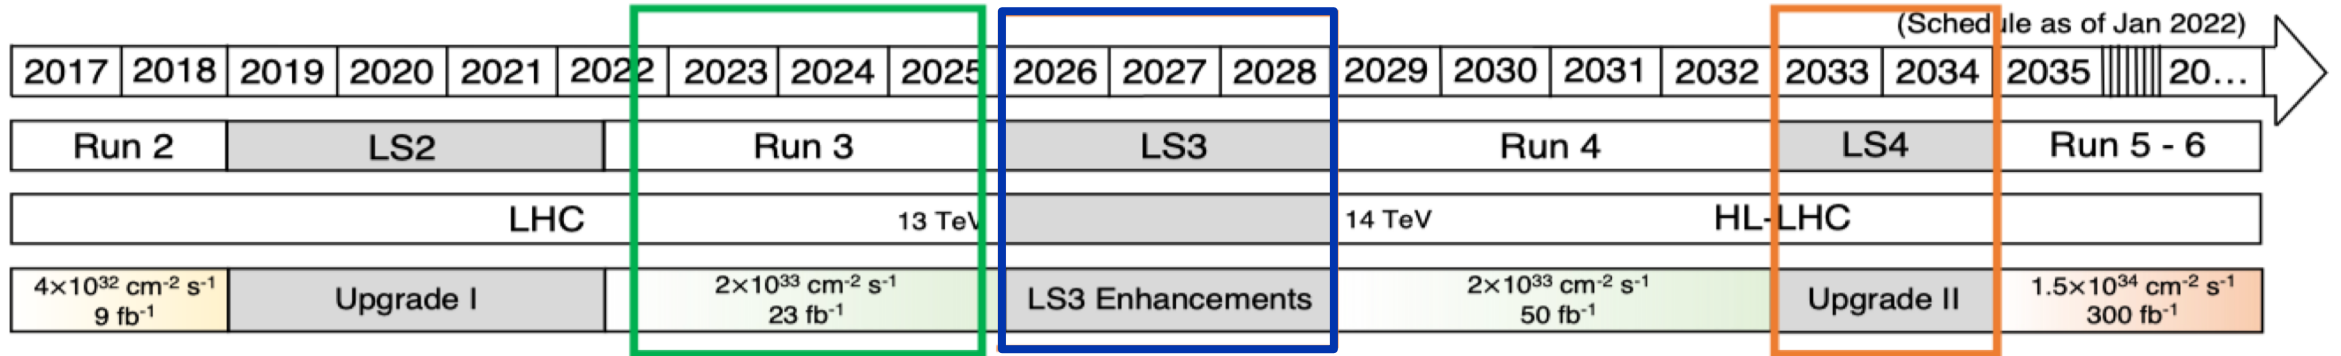 (Schedule as of Jan 2022)
2017 2018 2019 2020 2021 2022 2023 2024 2025 2026 2027 2028 2029 2030 2031 2032 2033 2034 2035 20...
Run 2 LS2 Run 3 LS3 Run 4 LS4 Run 5 - 6
LHC 13 TeV 14 TeV HL-LHC
4×10³² cm⁻² s⁻¹ 2×10³³ cm⁻² s⁻¹ 2×10³³ cm⁻² s⁻¹ 1.5×10³⁴ cm⁻² s⁻¹
Upgrade I LS3 Enhancements Upgrade II
9 fb⁻¹ 23 fb⁻¹ 50 fb⁻¹ 300 fb⁻¹